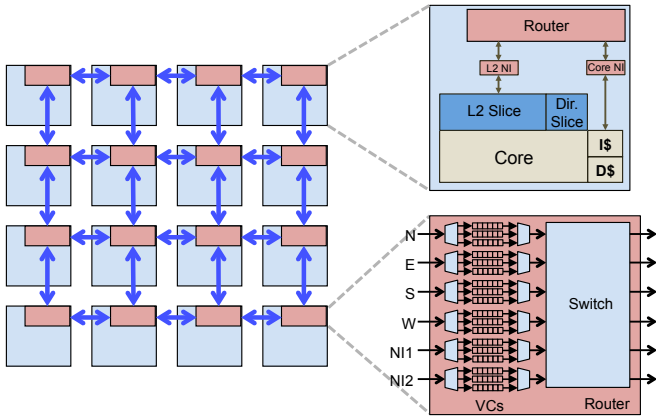 Router
L2 NI
Core NI
L2 Slice
Dir.
Slice
Core
I$
D$
N
E
S
W
NI1
NI2
Switch
VCs
Router